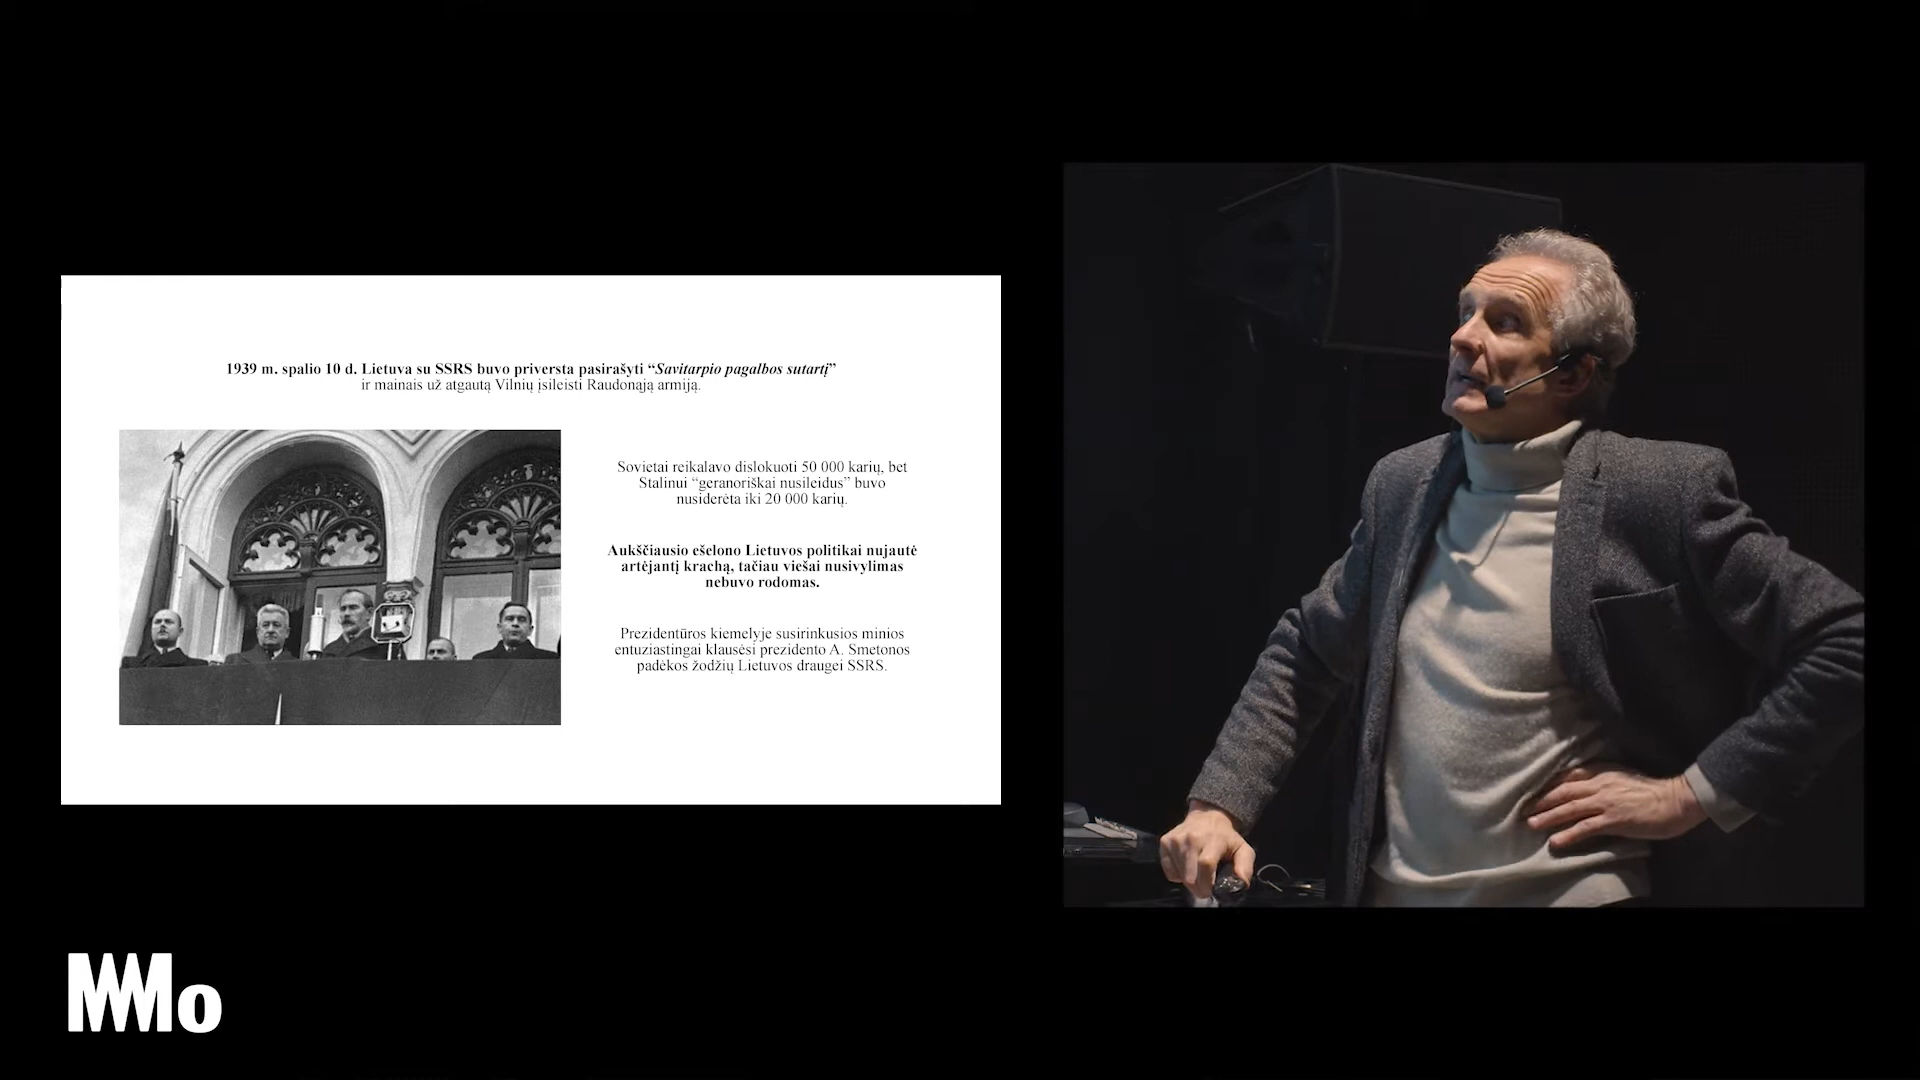 1939 m. spalio 10 d. Lietuva su SSRS buvo priversta pasirašyti “Savitarpio pagalbos sutartį”
ir mainais už atgautą Vilnių įsileisti Raudonąją armiją.
Sovietai reikalavo dislokuoti 50 000 karių, bet
Stalinui “geranoriškai nusileidus” buvo
nusiderėta iki 20 000 karių.
Aukščiausio ešelono Lietuvos politikai nujautė
artėjantį krachą, tačiau viešai nusivylimas
nebuvo rodomas.
Prezidentūros kiemelyje susirinkusios minios
entuziastingai klausėsi prezidento A. Smetonos
padėkos žodžių Lietuvos draugei SSRS.
MMo